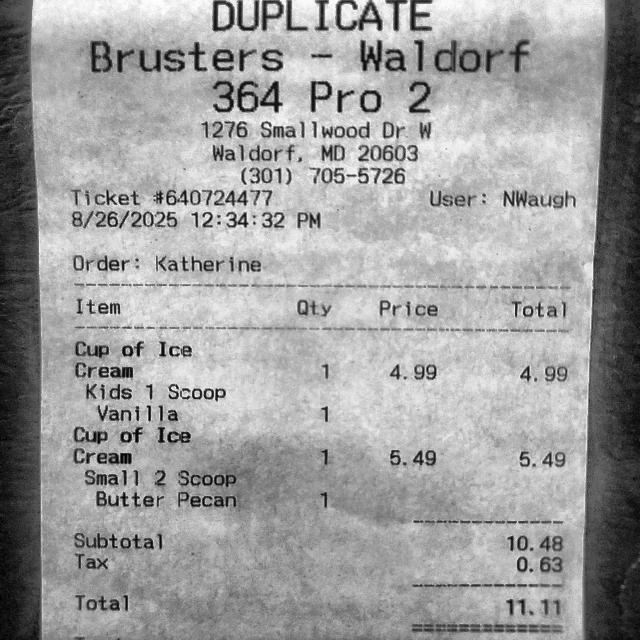 DUPLICATE
Brusters - Waldorf
364 Pro 2
1276 Smallwood Dr W
Waldorf, MD 20603
(301) 705-5726
Ticket #640724477 User: NWaugh
8/26/2025 12:34:32 PM
Order: Katherine
Item Qty Price Total
Cup of Ice
Cream 1 4.99 4.99
Kids 1 Scoop
Vanilla 1
Cup of Ice
Cream 1 5.49 5.49
Small 2 Scoop
Butter Pecan 1
Subtotal 10.48
Tax 0.63
Total 11.11